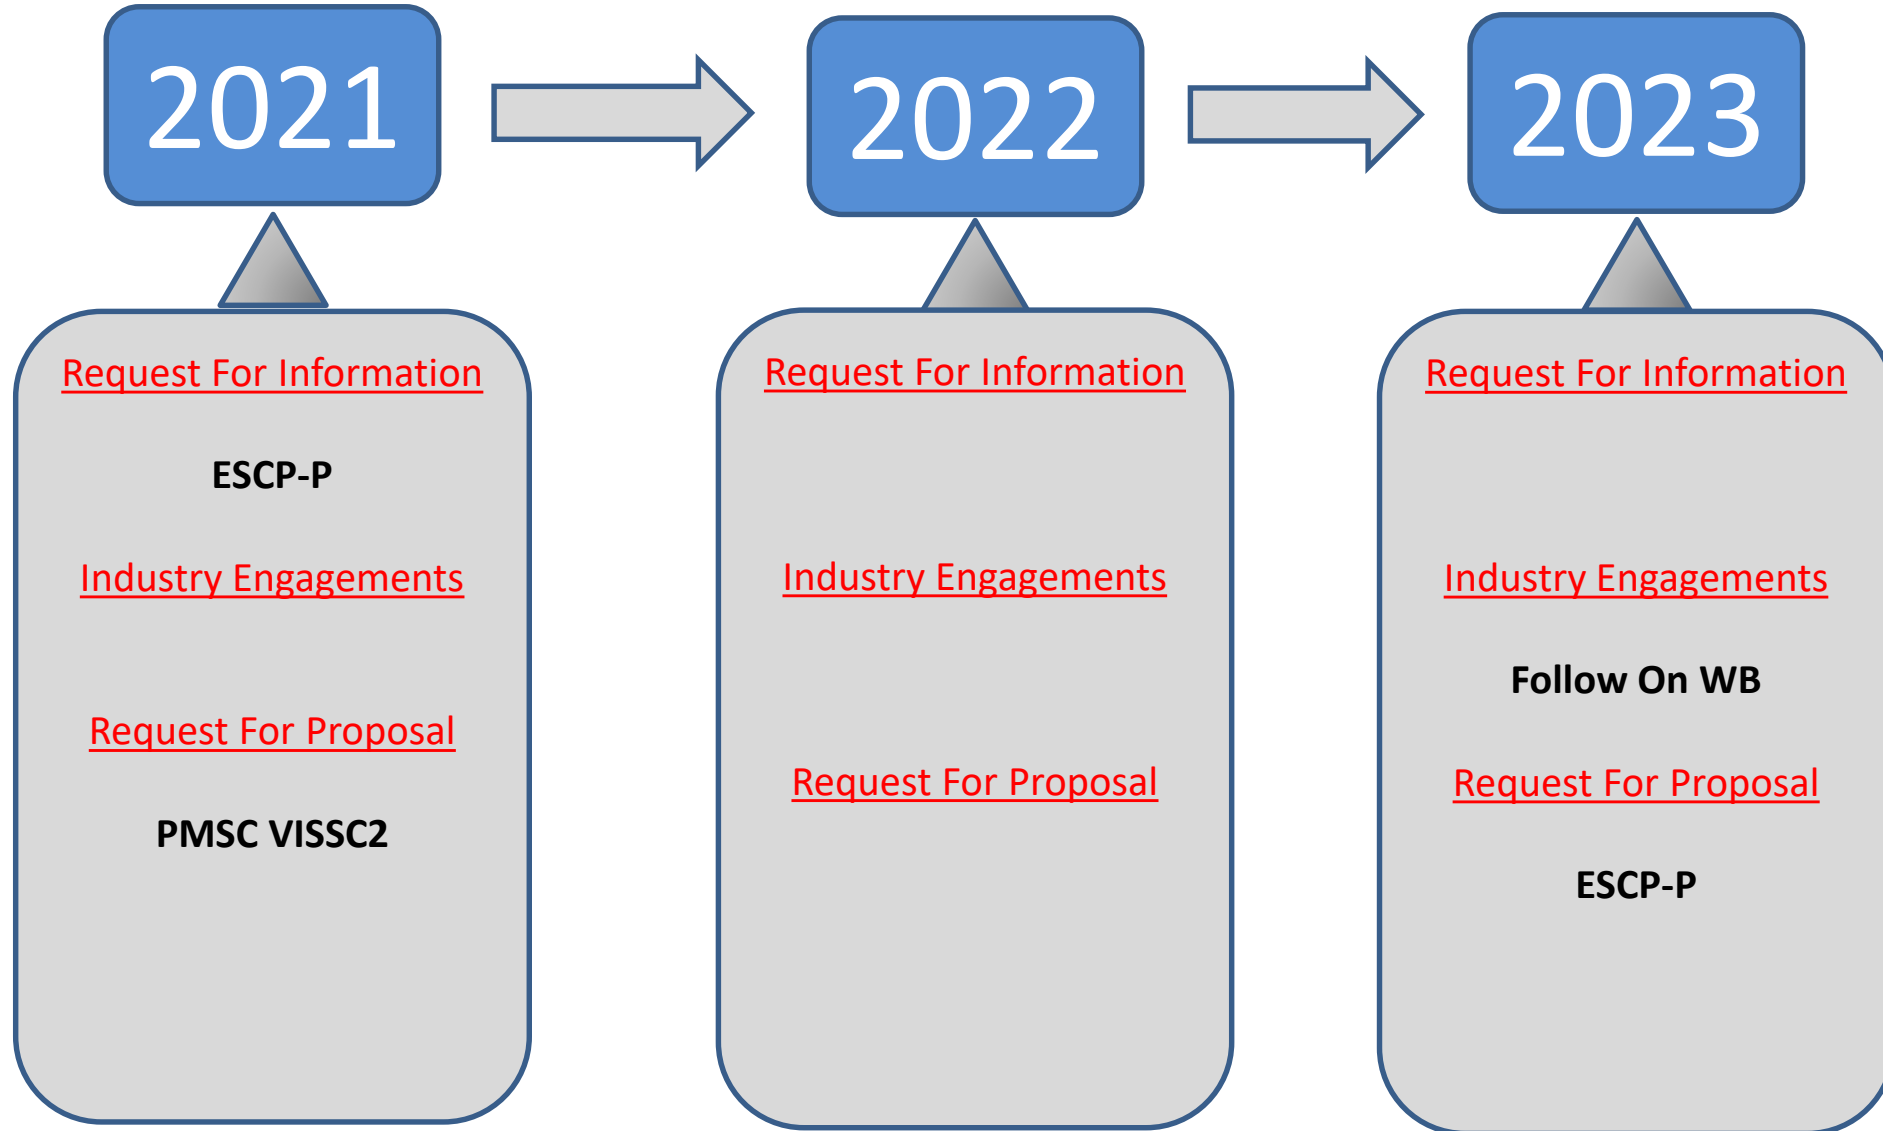 2021
2022
2023
Request For Information
ESCP-P
Industry Engagements
Request For Proposal
PMSC VISSC2
Request For Information
Industry Engagements
Request For Proposal
Request For Information
Industry Engagements
Follow On WB
Request For Proposal
ESCP-P